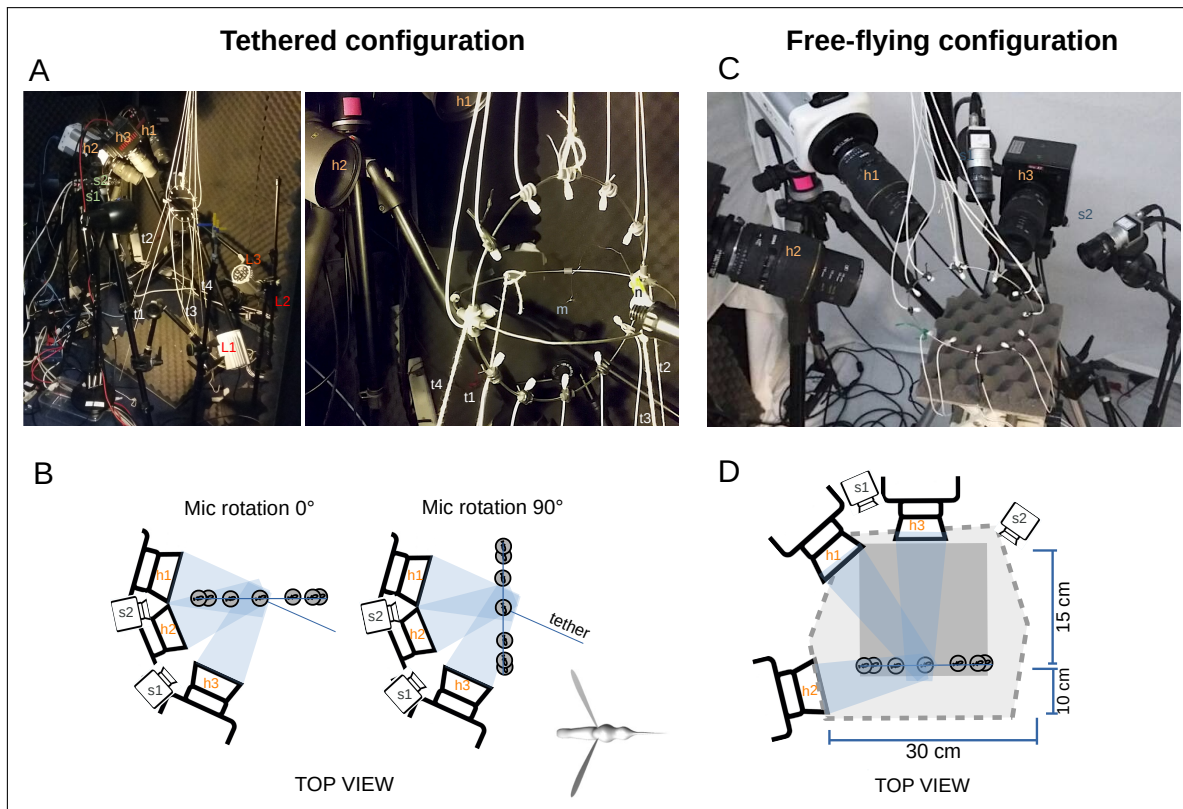 Tethered configuration
Free-flying configuration
A
C
h1
h3
h2
s2
s1
t2
L3
t4
t1
t3
L2
L1
h1
h2
n
m
t4
t1
t2
t3
h1
h3
h2
s2
B
D
Mic rotation 0°
Mic rotation 90°
h1
s2
h2
h3
s1
h1
s2
h2
h3
s1
tether
TOP VIEW
s1
h3
s2
h1
h2
15 cm
10 cm
30 cm
TOP VIEW